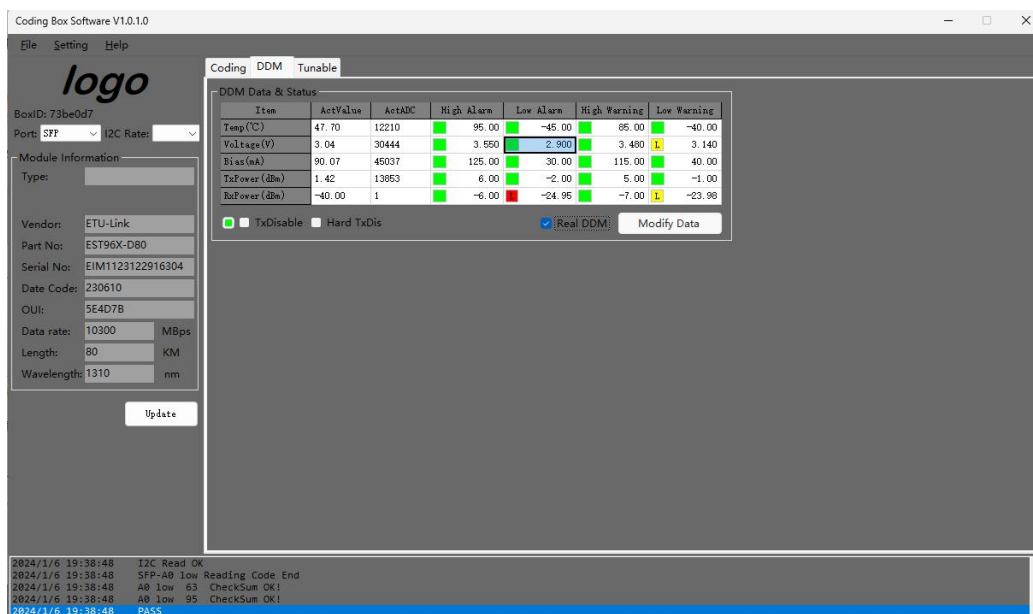 Coding Box Software V1.0.1.0
File Setting Help
logo
BoxID: 73be0d7
Port: SFP I2C Rate:
Module Information
Type:
Vendor: ETU-Link
Part No: EST96X-D80
Serial No: EIM1123122916304
Date Code: 230610
OUI: 5E4D7B
Data rate: 10300 MBps
Length: 80 KM
Wavelength: 1310 nm
Update
Coding DDM Tunable
DDM Data & Status
Item ActValue ActADC High Alarm Low Alarm High Warning Low Warning
Temp(℃) 47.70 12210 95.00 -45.00 85.00 -40.00
Voltage(V) 3.04 30444 3.550 2.900 3.480 L 3.140
Bias(mA) 90.07 45037 125.00 30.00 115.00 40.00
TxPower(dBm) 1.42 13853 6.00 -2.00 5.00 -1.00
RxPower(dBm) -40.00 1 -6.00 L -24.95 -7.00 L -23.98
TxDisable Hard TxDis Real DDM Modify Data
2024/1/6 19:38:48 I2C Read OK
2024/1/6 19:38:48 SFP-A0 low Reading Code End
2024/1/6 19:38:48 A0 low 63 CheckSum OK!
2024/1/6 19:38:48 A0 low 95 CheckSum OK!
2024/1/6 19:38:48 PASS